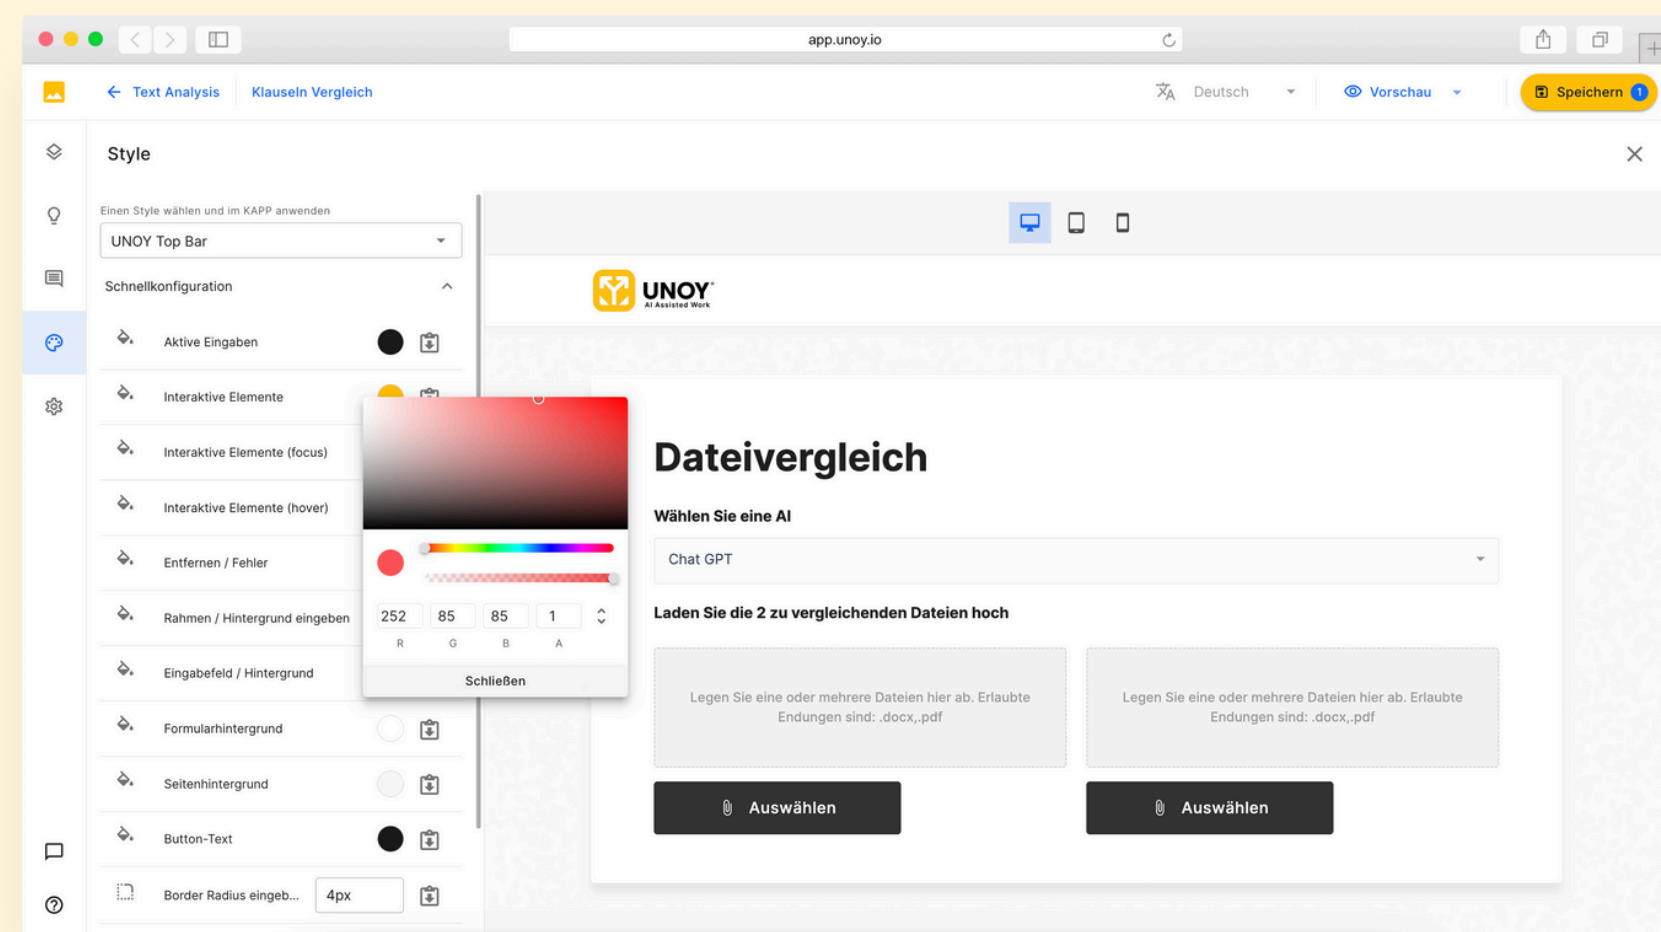 app.unoy.io
Text Analysis
Klauseln Vergleich
Deutsch
Vorschau
Speichern 1
Style
Einen Style wählen und im KAPP anwenden
UNOY Top Bar
Schnellkonfiguration
Aktive Eingaben
Interaktive Elemente
Interaktive Elemente (focus)
Interaktive Elemente (hover)
Entfernen / Fehler
Rahmen / Hintergrund eingeben
Eingabefeld / Hintergrund
Formularhintergrund
Seitenhintergrund
Button-Text
Border Radius eingeb... 4px
252 85 85 1
R G B A
Schließen
UNOY
AI Assisted Work
Dateivergleich
Wählen Sie eine AI
Chat GPT
Laden Sie die 2 zu vergleichenden Dateien hoch
Legen Sie eine oder mehrere Dateien hier ab. Erlaubte
Endungen sind: .docx,.pdf
Auswählen
Legen Sie eine oder mehrere Dateien hier ab. Erlaubte
Endungen sind: .docx,.pdf
Auswählen